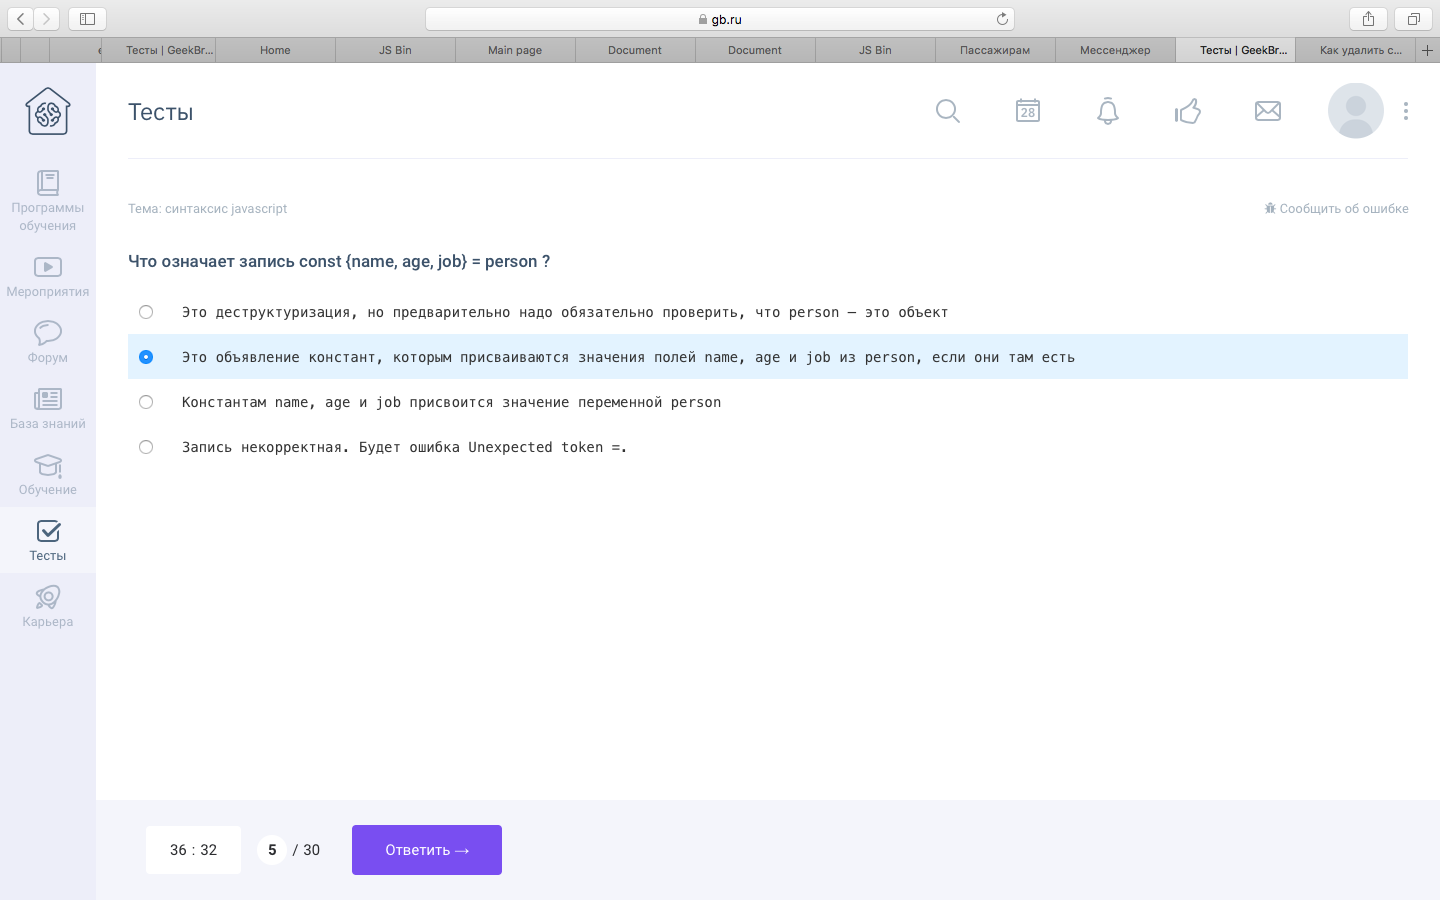 gb.ru
Тесты | GeekBr...
Home
JS Bin
Main page
Document
Document
JS Bin
Пассажирам
Мессенджер
Тесты | GeekBr...
Как удалить с...
Тесты
28
Программы
обучения
Мероприятия
Форум
База знаний
Обучение
Тесты
Карьера
Тема: синтаксис javascript
Сообщить об ошибке
Что означает запись const {name, age, job} = person ?
Это деструктуризация, но предварительно надо обязательно проверить, что person — это объект
Это объявление констант, которым присваиваются значения полей name, age и job из person, если они там есть
Константам name, age и job присвоится значение переменной person
Запись некорректная. Будет ошибка Unexpected token =.
36 : 32
5 / 30
Ответить →